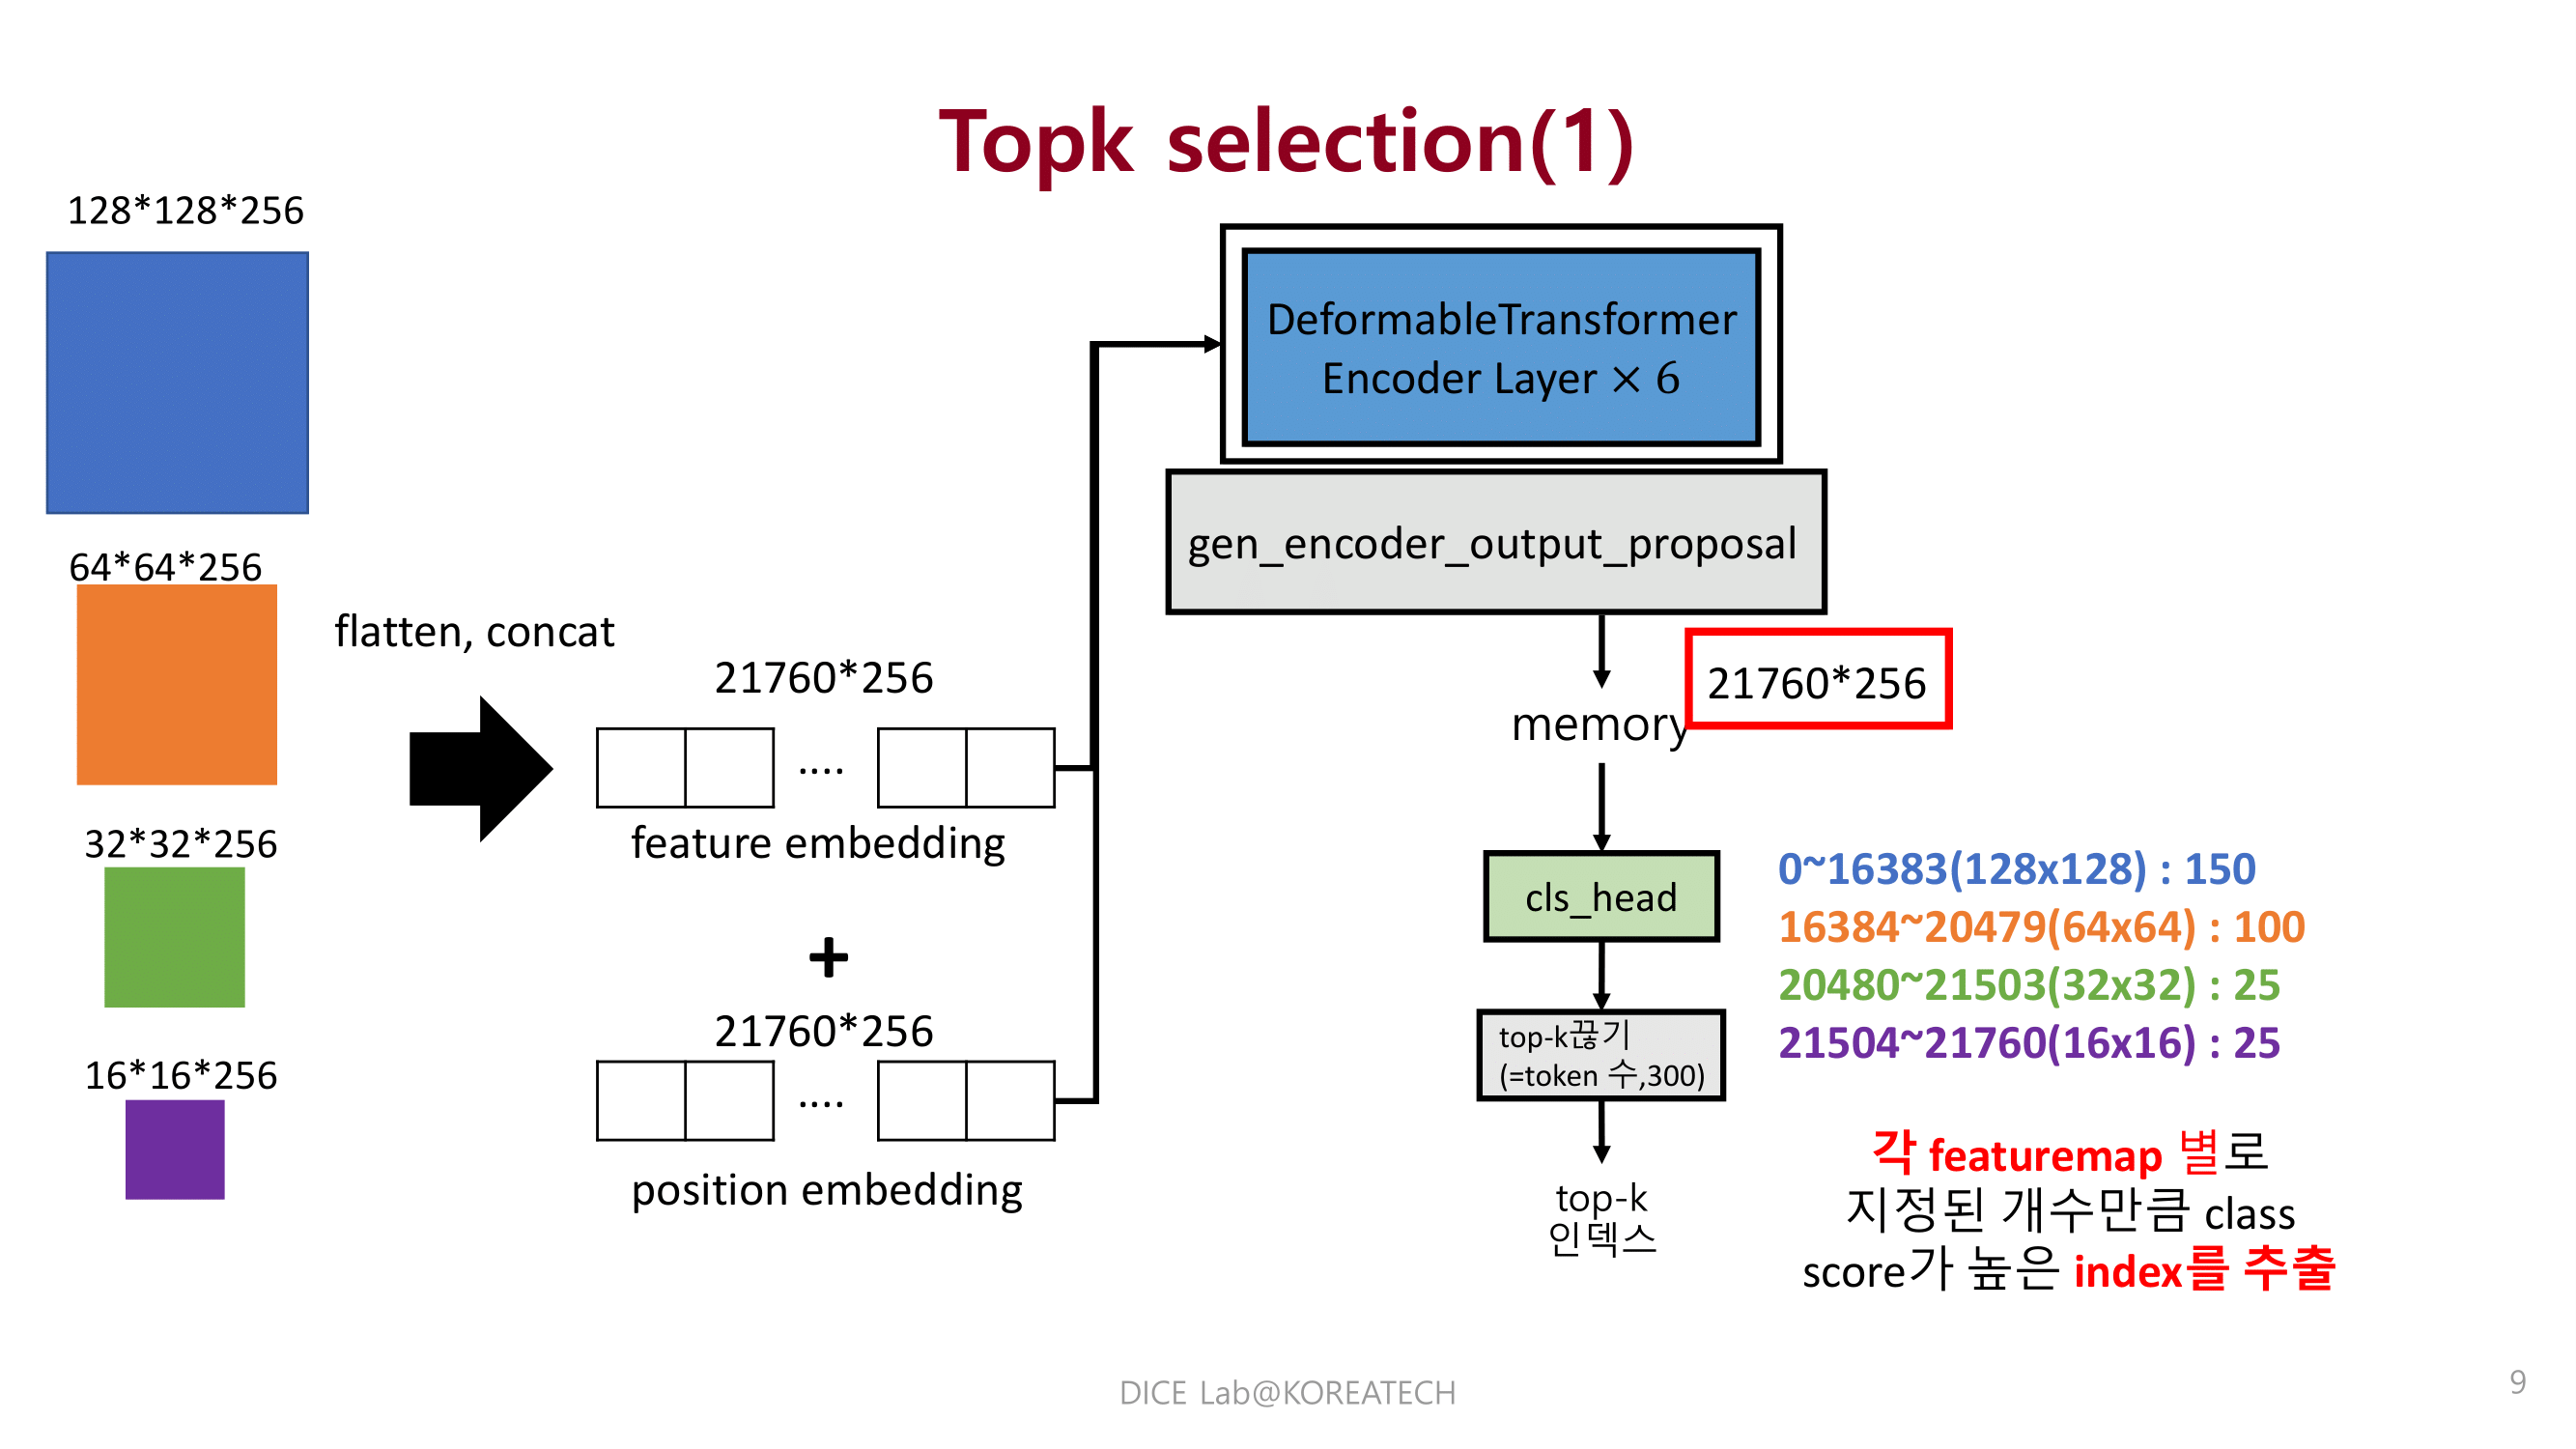 Topk selection(1)
128*128*256
64*64*256
32*32*256
16*16*256
flatten, concat
21760*256
....
feature embedding
+
21760*256
....
position embedding
DeformableTransformer
Encoder Layer × 6
gen_encoder_output_proposal
21760*256
memory
cls_head
top-k끊기
(=token 수,300)
top-k
인덱스
0~16383(128x128) : 150
16384~20479(64x64) : 100
20480~21503(32x32) : 25
21504~21760(16x16) : 25
각 featuremap 별로
지정된 개수만큼 class
score가 높은 index를 추출
DICE Lab@KOREATECH
9